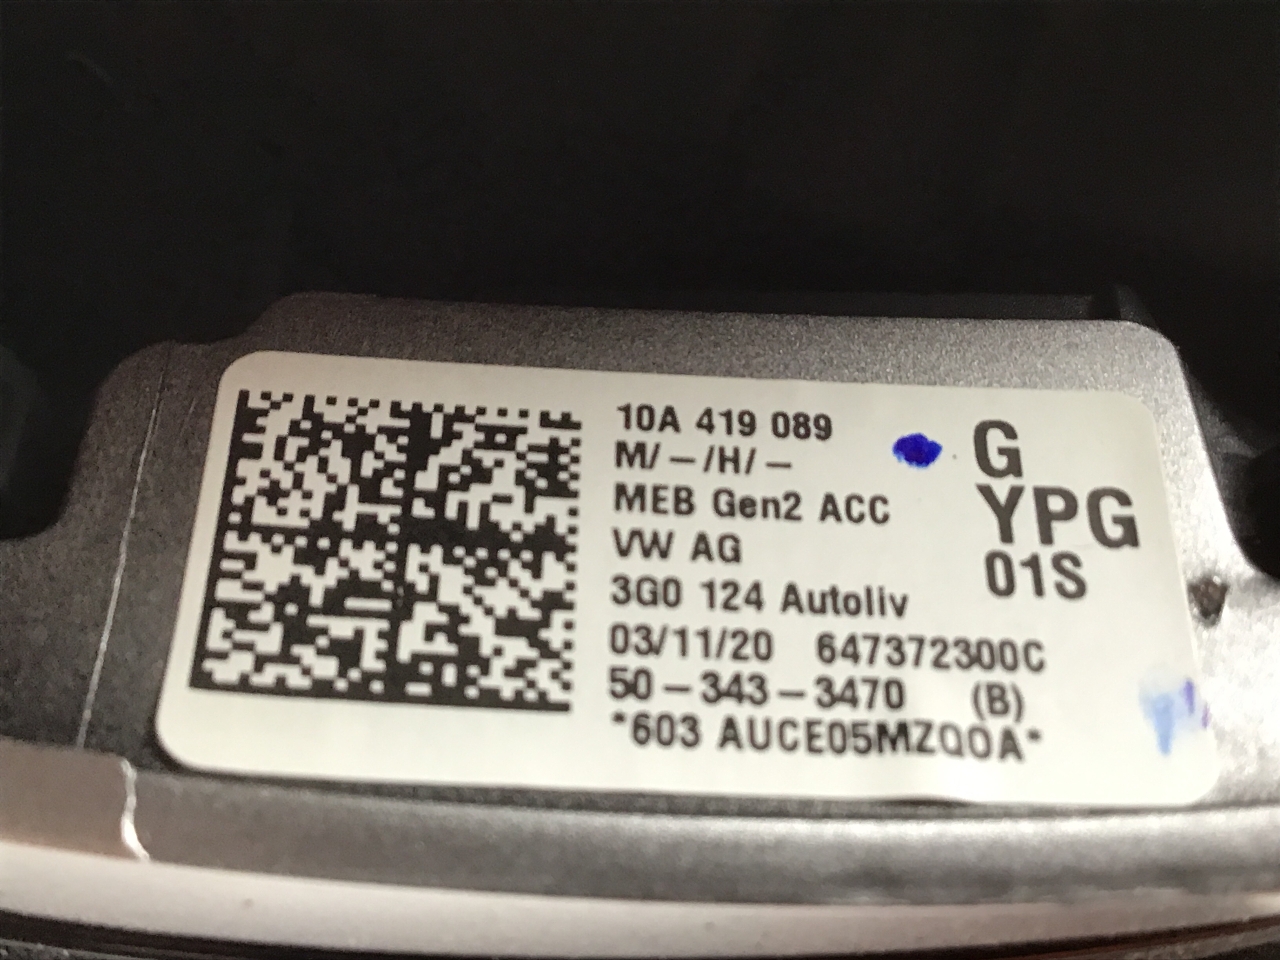 10A 419 089
G
M/-/H/-
YPG
MEB Gen2 ACC
01S
VW AG
3G0 124 Autoliv
03/11/20 647372300C
50-343-3470 (B)
*603 AUCE05MZQOA*